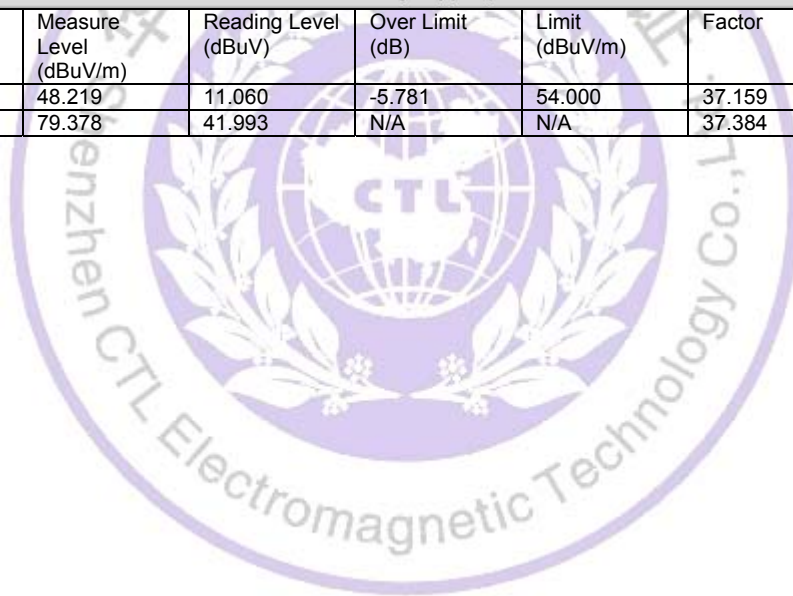 Measure Level (dBuV/m) Reading Level (dBuV) Over Limit (dB) Limit (dBuV/m) Factor
48.219 11.060 -5.781 54.000 37.159
79.378 41.993 N/A N/A 37.384
CTL
Shenzhen CTL Electromagnetic Technology Co.,